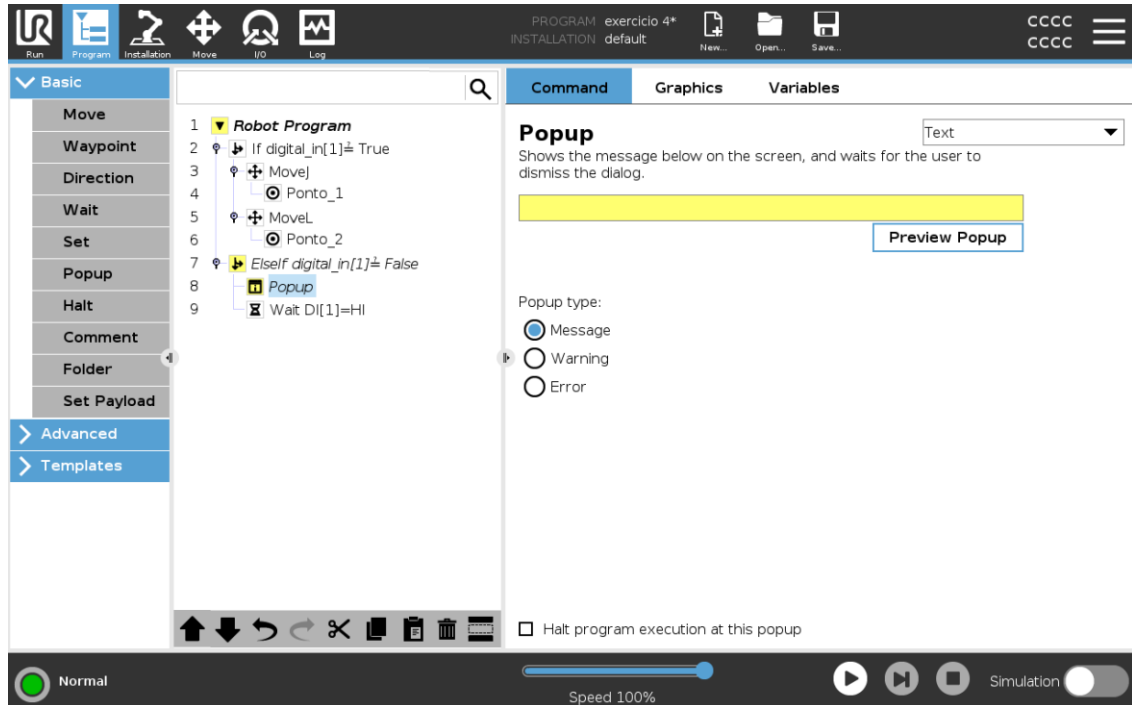 UR
PROGRAM exercicio 4*
INSTALLATION default
CCCC
CCCC
Run Program Installation Move I/O Log New... Open... Save...
Basic
Move
Waypoint
Direction
Wait
Set
Popup
Halt
Comment
Folder
Set Payload
Advanced
Templates
1 Robot Program
2 If digital_in[1]≟ True
3 MoveJ
4 Ponto_1
5 MoveL
6 Ponto_2
7 ElseIf digital_in[1]≟ False
8 Popup
9 Wait DI[1]=HI
Command Graphics Variables
Popup
Text
Shows the message below on the screen, and waits for the user to
dismiss the dialog.
Preview Popup
Popup type:
Message
Warning
Error
Halt program execution at this popup
Normal
Speed 100%
Simulation